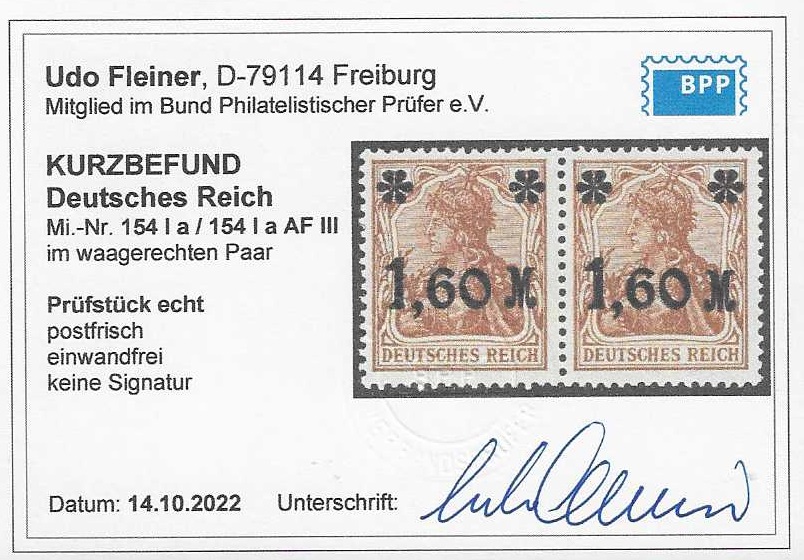 Udo Fleiner, D-79114 Freiburg
Mitglied im Bund Philatelistischer Prüfer e.V.
BPP
KURZBEFUND
Deutsches Reich
Mi.-Nr. 154 I a / 154 I a AF III
im waagerechten Paar
Prüfstück echt
postfrisch
einwandfrei
keine Signatur
1,60 M 1,60 M
DEUTSCHES REICH DEUTSCHES REICH
Datum: 14.10.2022 Unterschrift: